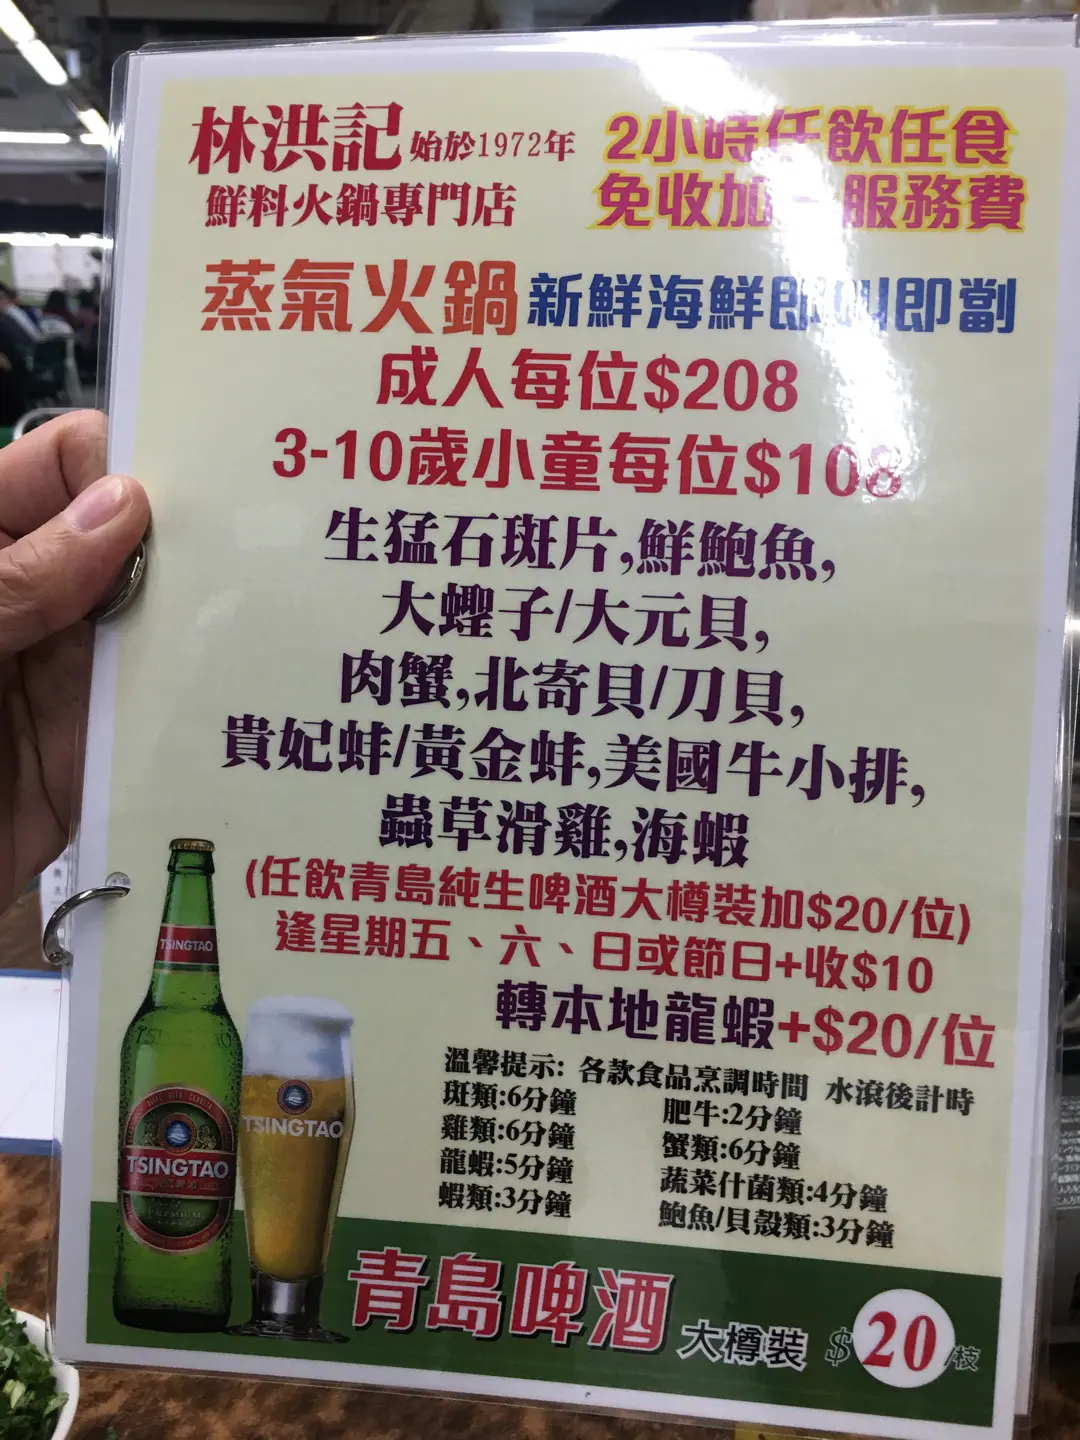 林洪記 始於1972年
鮮料火鍋專門店
2小時任飲任食
免收加一服務費
蒸氣火鍋 新鮮海鮮即叫即劏
成人每位$208
3-10歲小童每位$108
生猛石斑片,鮮鮑魚,
大蟶子/大元貝,
肉蟹,北寄貝/刀貝,
貴妃蚌/黃金蚌,美國牛小排,
蟲草滑雞,海蝦
(任飲青島純生啤酒大樽裝加$20/位)
逢星期五、六、日或節日+收$10
轉本地龍蝦+$20/位
溫馨提示: 各款食品烹調時間 水滾後計時
斑類:6分鐘 肥牛:2分鐘
雞類:6分鐘 蟹類:6分鐘
龍蝦:5分鐘 蔬菜什菌類:4分鐘
蝦類:3分鐘 鮑魚/貝殼類:3分鐘
TSINGTAO
TSINGTAO
TSINGTAO
青島啤酒 大樽裝 $20/枝